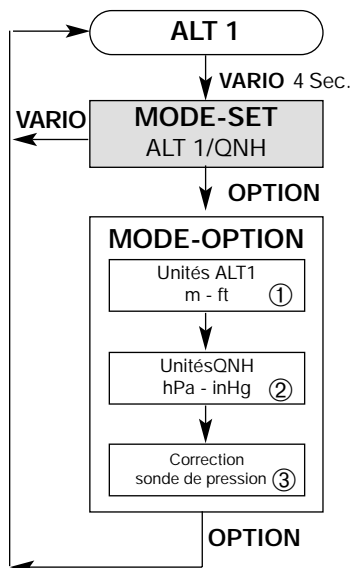 ALT 1
VARIO 4 Sec.
VARIO
MODE-SET
ALT 1/QNH
OPTION
MODE-OPTION
Unités ALT1
m - ft ①
UnitésQNH
hPa - inHg ②
Correction
sonde de pression ③
OPTION